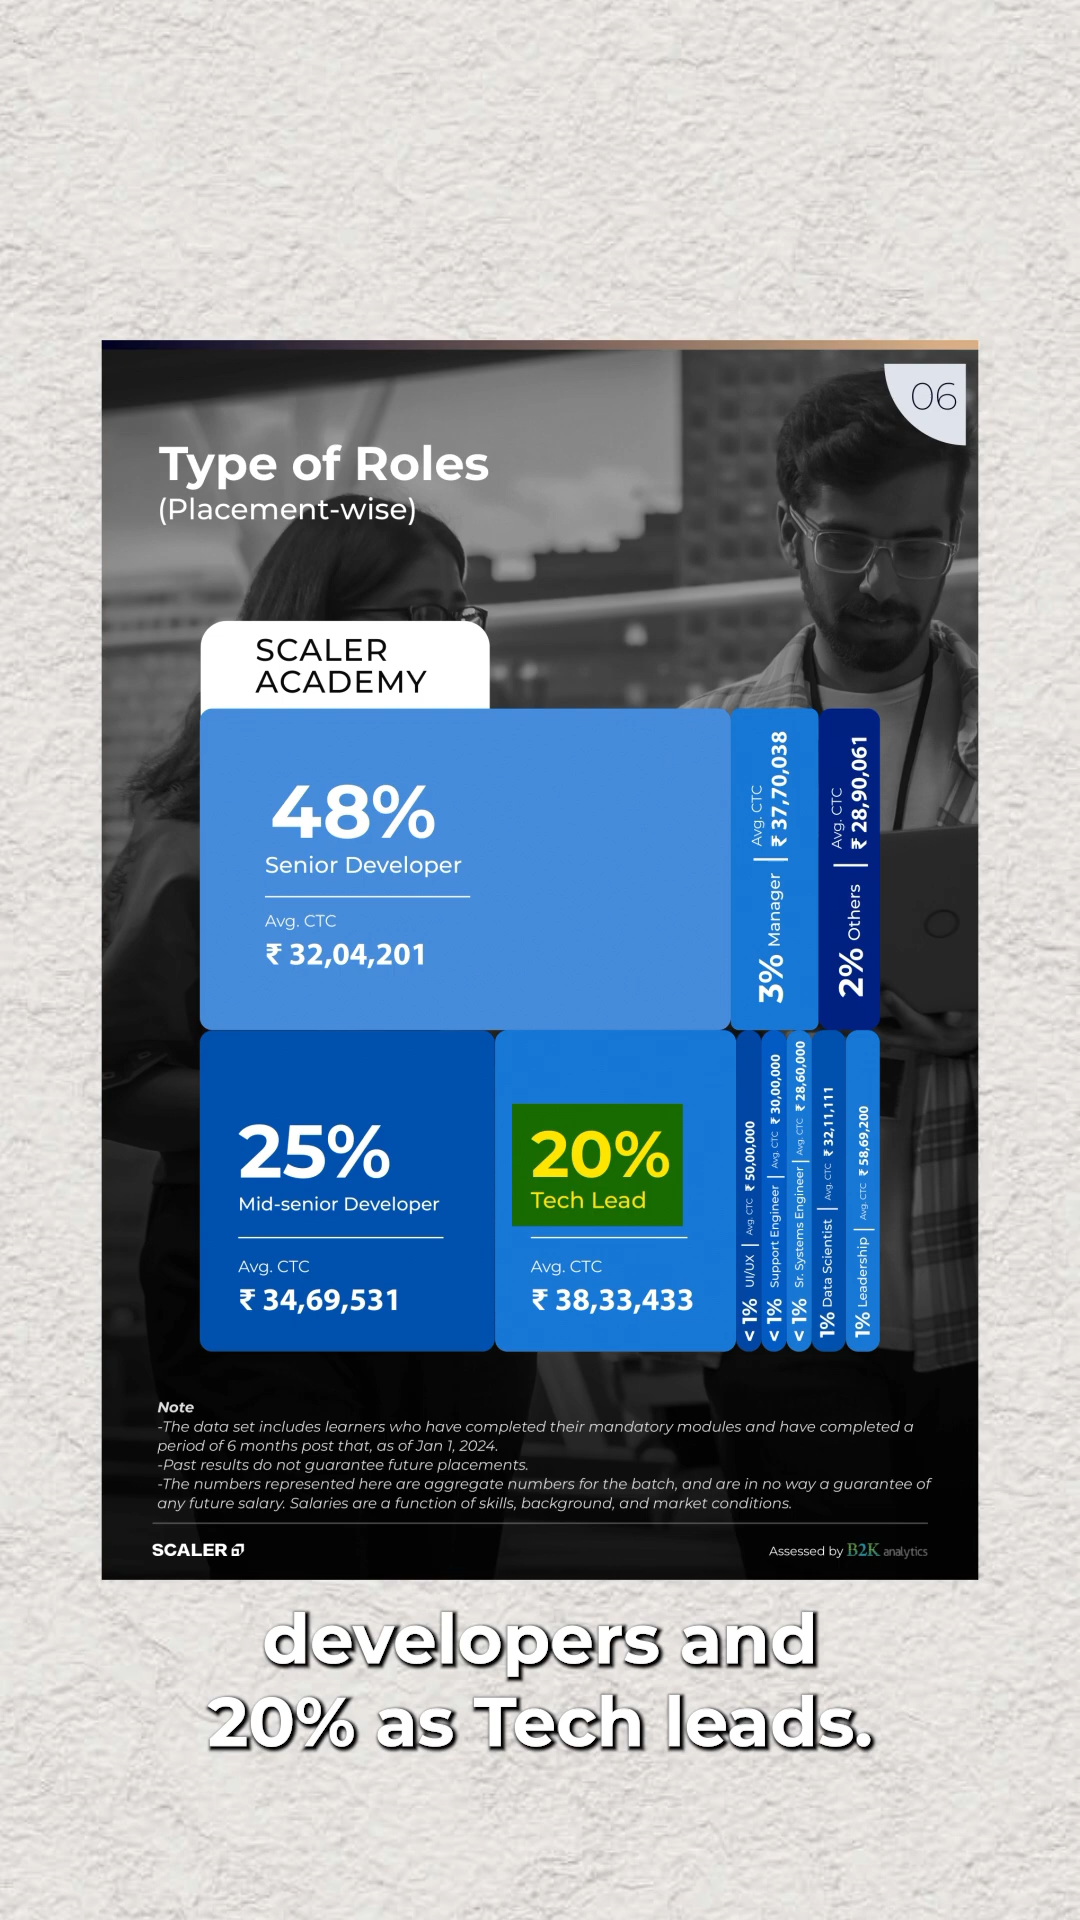 06
Type of Roles
(Placement-wise)
SCALER
ACADEMY
48%
Senior Developer
Avg. CTC
₹ 32,04,201
3% Manager | Avg. CTC ₹ 37,70,038
2% Others | Avg. CTC ₹ 28,90,061
25%
Mid-senior Developer
Avg. CTC
₹ 34,69,531
20%
Tech Lead
Avg. CTC
₹ 38,33,433
< 1% UI/UX | Avg. CTC ₹ 50,00,000
< 1% Support Engineer | Avg. CTC ₹ 30,00,000
< 1% Sr. Systems Engineer | Avg. CTC ₹ 28,60,000
1% Data Scientist | Avg. CTC ₹ 32,11,111
1% Leadership | Avg. CTC ₹ 58,69,200
Note
-The data set includes learners who have completed their mandatory modules and have completed a
period of 6 months post that, as of Jan 1, 2024.
-Past results do not guarantee future placements.
-The numbers represented here are aggregate numbers for the batch, and are in no way a guarantee of
any future salary. Salaries are a function of skills, background, and market conditions.
SCALER
Assessed by B2K analytics
developers and
20% as Tech leads.